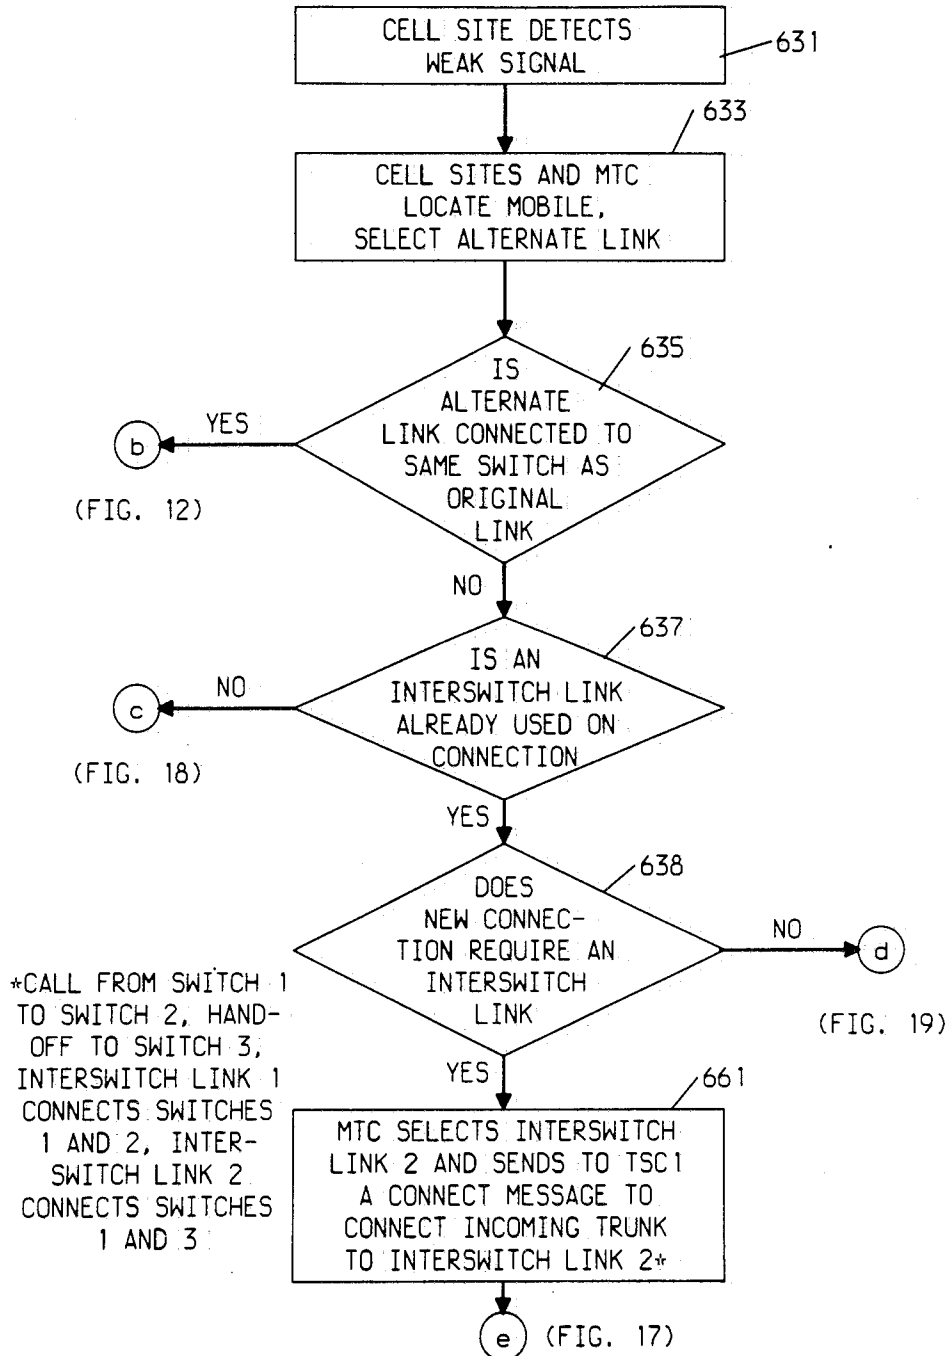 CELL SITE DETECTS
WEAK SIGNAL
631
633
CELL SITES AND MTC
LOCATE MOBILE,
SELECT ALTERNATE LINK
635
IS
ALTERNATE
LINK CONNECTED TO
SAME SWITCH AS
ORIGINAL
LINK
YES
b
(FIG. 12)
NO
637
IS AN
INTERSWITCH LINK
ALREADY USED ON
CONNECTION
NO
c
(FIG. 18)
YES
638
DOES
NEW CONNEC-
TION REQUIRE AN
INTERSWITCH
LINK
NO
d
(FIG. 19)
*CALL FROM SWITCH 1
TO SWITCH 2, HAND-
OFF TO SWITCH 3,
INTERSWITCH LINK 1
CONNECTS SWITCHES
1 AND 2, INTER-
SWITCH LINK 2
CONNECTS SWITCHES
1 AND 3
YES
661
MTC SELECTS INTERSWITCH
LINK 2 AND SENDS TO TSC1
A CONNECT MESSAGE TO
CONNECT INCOMING TRUNK
TO INTERSWITCH LINK 2*
e (FIG. 17)